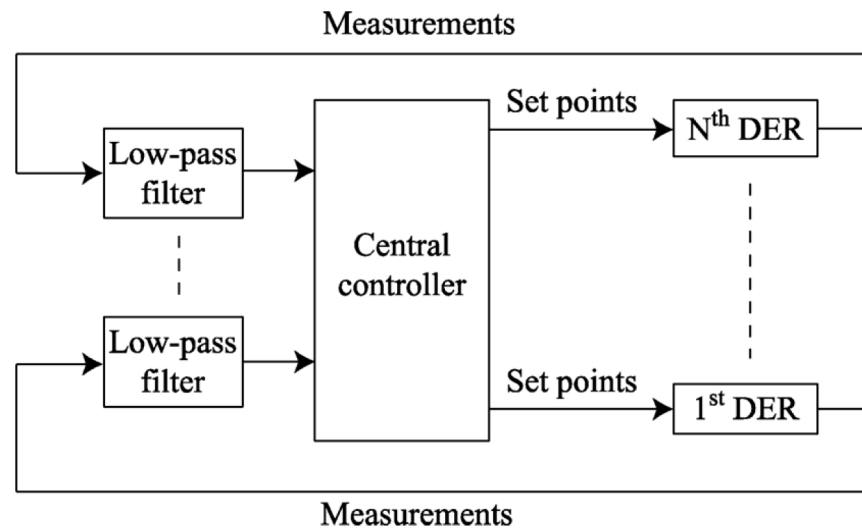 Measurements
Set points
Nth DER
Low-pass
filter
Central
controller
Low-pass
filter
Set points
1st DER
Measurements